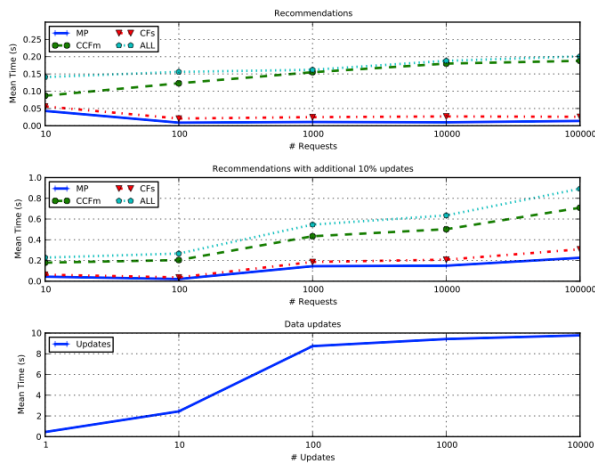 Recommendations
MP
CCFm
CFs
ALL
Mean Time (s)
0.25
0.20
0.15
0.10
0.05
0.00
10
100
1000
10000
100000
# Requests
Recommendations with additional 10% updates
MP
CCFm
CFs
ALL
Mean Time (s)
1.0
0.8
0.6
0.4
0.2
0.0
10
100
1000
10000
100000
# Requests
Data updates
Updates
Mean Time (s)
10
8
6
4
2
0
1
10
100
1000
10000
# Updates